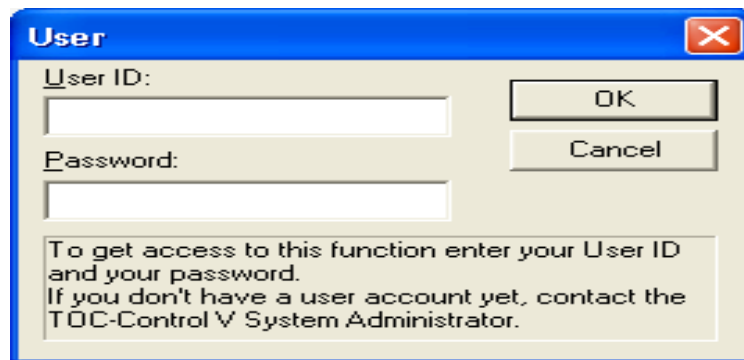 User
User ID:
OK
Cancel
Password:
To get access to this function enter your User ID
and your password.
If you don't have a user account yet, contact the
TOC-Control V System Administrator.